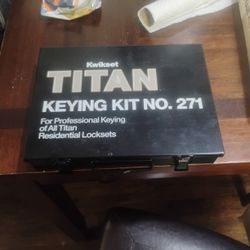 Kwikset
TITAN
KEYING KIT NO. 271
For Professional Keying
of All Titan
Residential Locksets